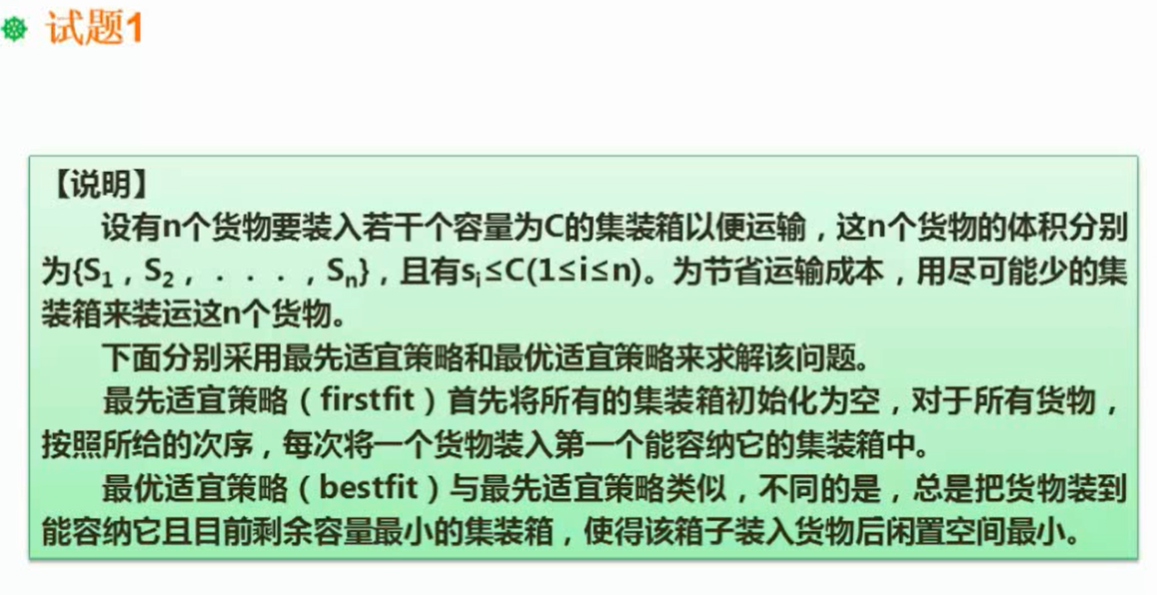 试题1
【说明】
设有n个货物要装入若干个容量为C的集装箱以便运输，这n个货物的体积分别
为{S₁，S₂，．．．，Sₙ}，且有sᵢ≤C(1≤i≤n)。为节省运输成本，用尽可能少的集
装箱来装运这n个货物。
下面分别采用最先适宜策略和最优适宜策略来求解该问题。
最先适宜策略（firstfit）首先将所有的集装箱初始化为空，对于所有货物，
按照所给的次序，每次将一个货物装入第一个能容纳它的集装箱中。
最优适宜策略（bestfit）与最先适宜策略类似，不同的是，总是把货物装到
能容纳它且目前剩余容量最小的集装箱，使得该箱子装入货物后闲置空间最小。